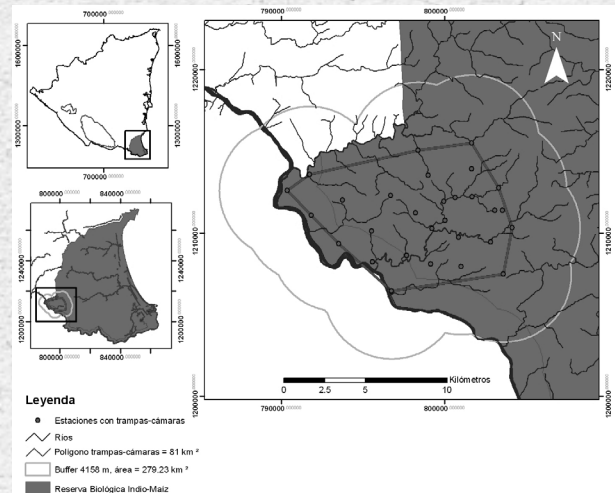 700000
1600000
1600000
1300000
1300000
700000
800000 840000
1240000
1240000
1200000
1200000
800000 840000
790000 800000
N
1220000
1220000
1210000
1210000
1200000
1200000
0 2.5 5 10 Kilómetros
790000 800000
Leyenda
Estaciones con trampas-cámaras
Rios
Polígono trampas-cámaras = 81 km ²
Buffer 4158 m, área = 279.23 km ²
Reserva Biológica Indio-Maíz